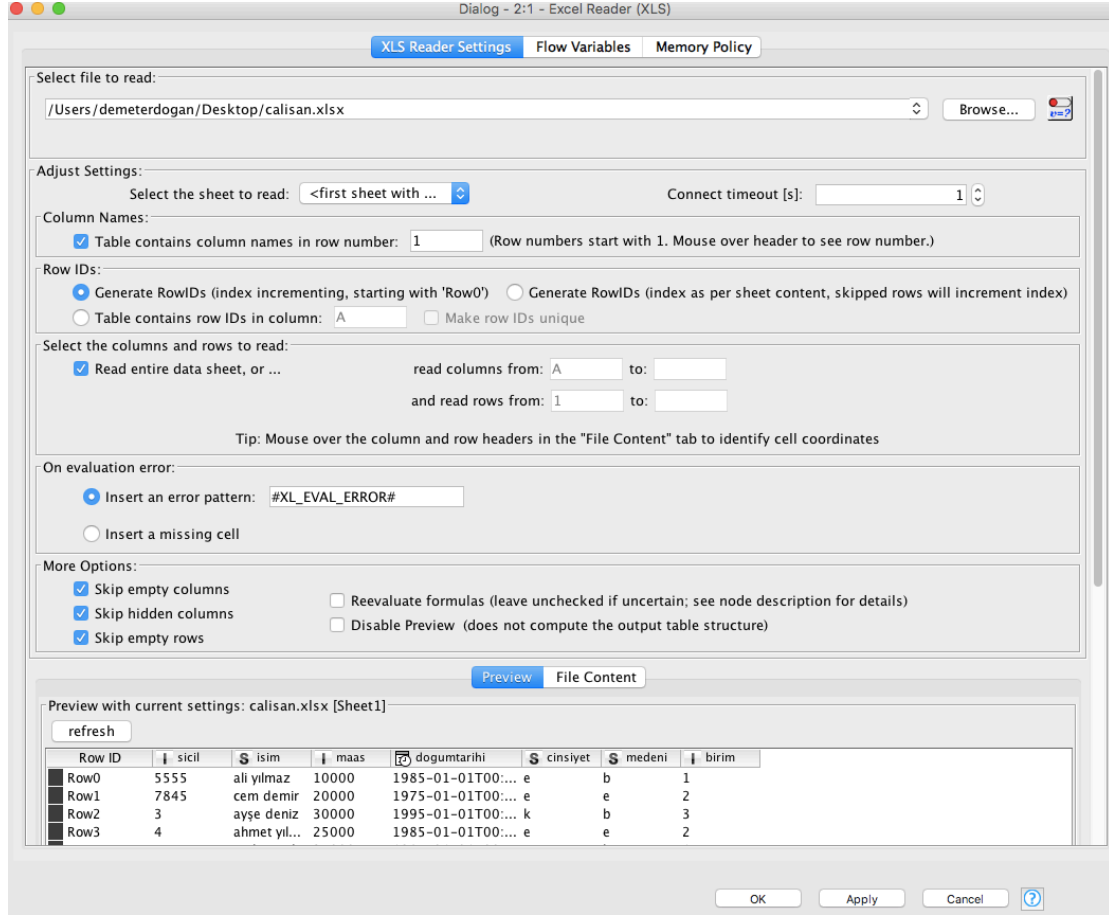 Dialog - 2:1 - Excel Reader (XLS)
XLS Reader Settings Flow Variables Memory Policy
Select file to read:
/Users/demeterdogan/Desktop/calisan.xlsx Browse... v=?
Adjust Settings:
Select the sheet to read: <first sheet with ... Connect timeout [s]: 1
Column Names:
Table contains column names in row number: 1 (Row numbers start with 1. Mouse over header to see row number.)
Row IDs:
Generate RowIDs (index incrementing, starting with 'Row0') Generate RowIDs (index as per sheet content, skipped rows will increment index)
Table contains row IDs in column: A Make row IDs unique
Select the columns and rows to read:
Read entire data sheet, or ... read columns from: A to:
and read rows from: 1 to:
Tip: Mouse over the column and row headers in the "File Content" tab to identify cell coordinates
On evaluation error:
Insert an error pattern: #XL_EVAL_ERROR#
Insert a missing cell
More Options:
Skip empty columns
Reevaluate formulas (leave unchecked if uncertain; see node description for details)
Skip hidden columns
Disable Preview (does not compute the output table structure)
Skip empty rows
Preview File Content
Preview with current settings: calisan.xlsx [Sheet1]
refresh
Row ID I sicil S isim I maas dogumtarihi S cinsiyet S medeni I birim
Row0 5555 ali yılmaz 10000 1985-01-01T00:... e b 1
Row1 7845 cem demir 20000 1975-01-01T00:... e e 2
Row2 3 ayşe deniz 30000 1995-01-01T00:... k b 3
Row3 4 ahmet yıl... 25000 1985-01-01T00:... e e 2
OK Apply Cancel ?